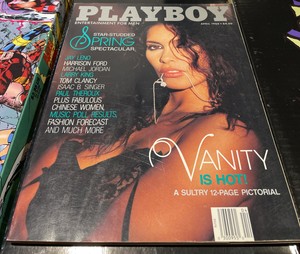 PLAYBOY
ENTERTAINMENT FOR MEN
STAR-STUDDED
SPRING
SPECTACULAR,
JAY LENO
HARRISON FORD
MICHAEL JORDAN
LARRY KING
TOM CLANCY
ISAAC B. SINGER
PAUL THEROUX
PLUS FABULOUS
CHINESE WOMEN,
MUSIC POLL RESULTS,
FASHION FORECAST
AND MUCH MORE
VANITY
IS HOT!
A SULTRY 12-PAGE PICTORIAL